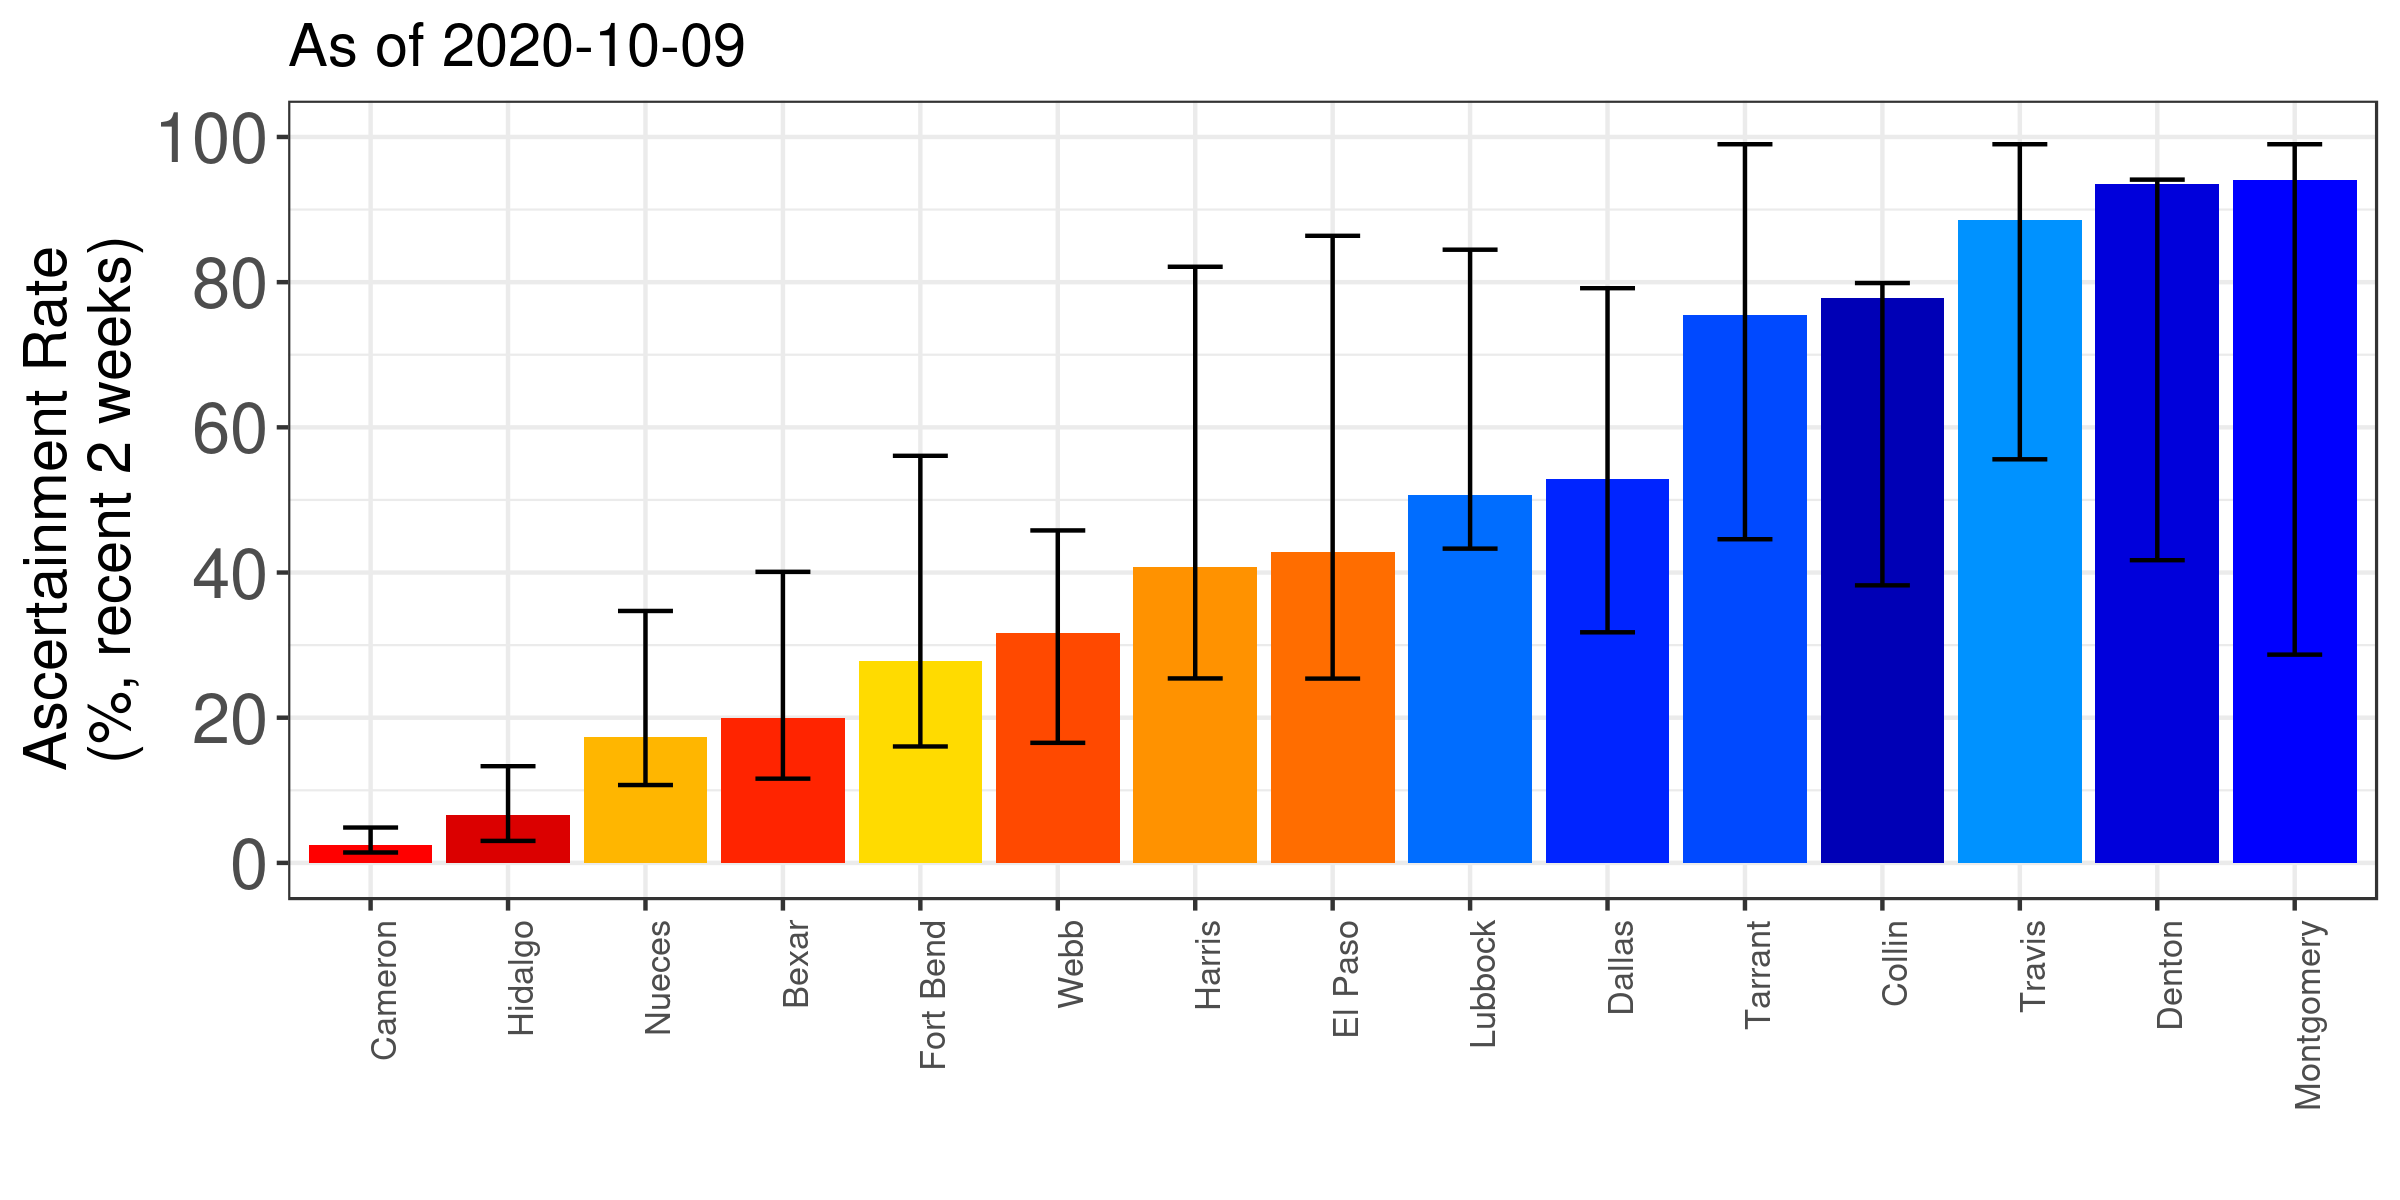 As of 2020-10-09
Ascertainment Rate
(%, recent 2 weeks)
100
80
60
40
20
0
Cameron
Hidalgo
Nueces
Bexar
Fort Bend
Webb
Harris
El Paso
Lubbock
Dallas
Tarrant
Collin
Travis
Denton
Montgomery